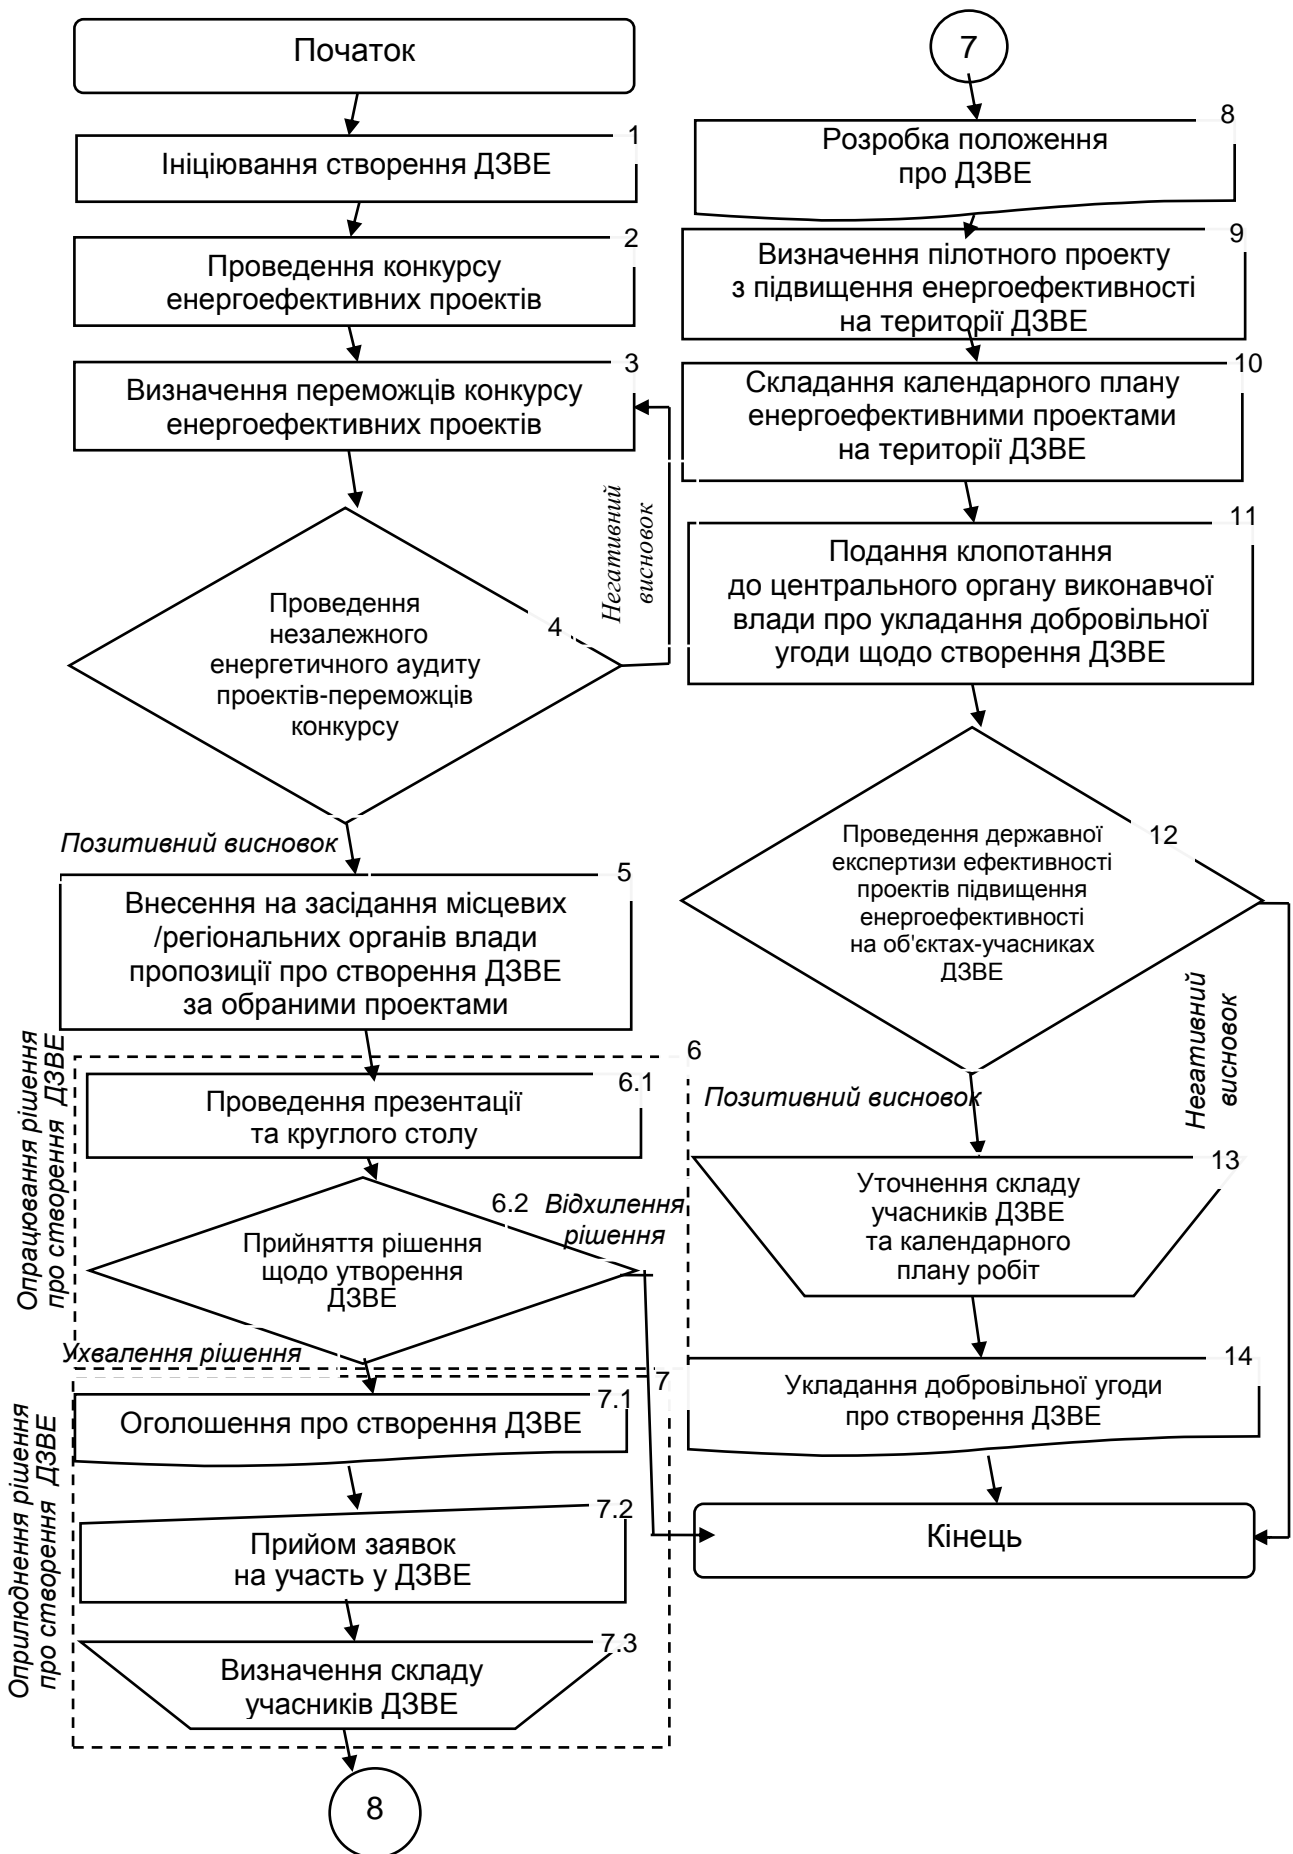 Початок
1
Ініціювання створення ДЗВЕ
2
Проведення конкурсу
енергоефективних проектів
3
Визначення переможців конкурсу
енергоефективних проектів
Негативний
висновок
4
Проведення
незалежного
енергетичного аудиту
проектів-переможців
конкурсу
Позитивний висновок
5
Внесення на засідання місцевих
/регіональних органів влади
пропозиції про створення ДЗВЕ
за обраними проектами
Опрацювання рішення
про створення ДЗВЕ
6
6.1
Проведення презентації
та круглого столу
6.2
Відхилення
рішення
Прийняття рішення
щодо утворення
ДЗВЕ
Ухвалення рішення
Оприлюднення рішення
про створення ДЗВЕ
7
7.1
Оголошення про створення ДЗВЕ
7.2
Прийом заявок
на участь у ДЗВЕ
7.3
Визначення складу
учасників ДЗВЕ
8
7
8
Розробка положення
про ДЗВЕ
9
Визначення пілотного проекту
з підвищення енергоефективності
на території ДЗВЕ
10
Складання календарного плану
енергоефективними проектами
на території ДЗВЕ
11
Подання клопотання
до центрального органу виконавчої
влади про укладання добровільної
угоди щодо створення ДЗВЕ
12
Проведення державної
експертизи ефективності
проектів підвищення
енергоефективності
на об'єктах-учасниках
ДЗВЕ
Негативний
висновок
Позитивний висновок
13
Уточнення складу
учасників ДЗВЕ
та календарного
плану робіт
14
Укладання добровільної угоди
про створення ДЗВЕ
Кінець